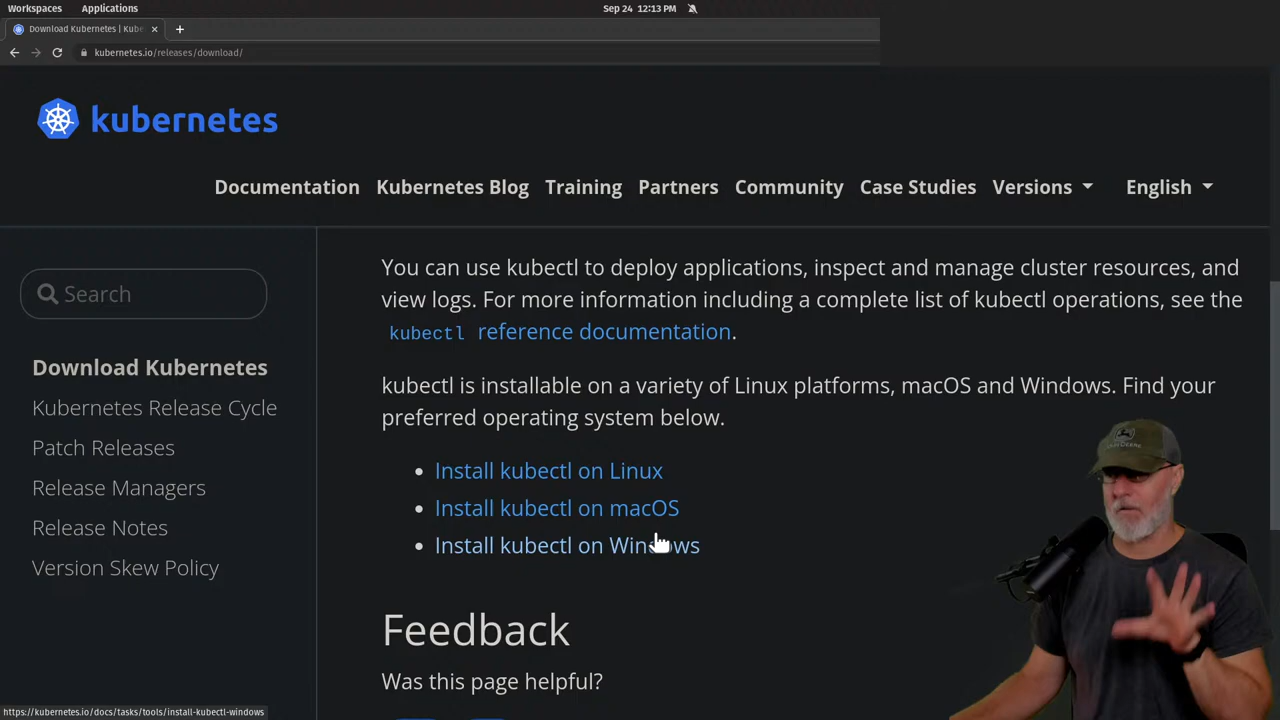 Workspaces Applications Sep 24 12:13 PM
Download Kubernetes | Kube
kubernetes.io/releases/download/
kubernetes
Documentation Kubernetes Blog Training Partners Community Case Studies Versions English
Search
Download Kubernetes
Kubernetes Release Cycle
Patch Releases
Release Managers
Release Notes
Version Skew Policy
You can use kubectl to deploy applications, inspect and manage cluster resources, and
view logs. For more information including a complete list of kubectl operations, see the
kubectl reference documentation.
kubectl is installable on a variety of Linux platforms, macOS and Windows. Find your
preferred operating system below.
Install kubectl on Linux
Install kubectl on macOS
Install kubectl on Windows
Feedback
Was this page helpful?
https://kubernetes.io/docs/tasks/tools/install-kubectl-windows